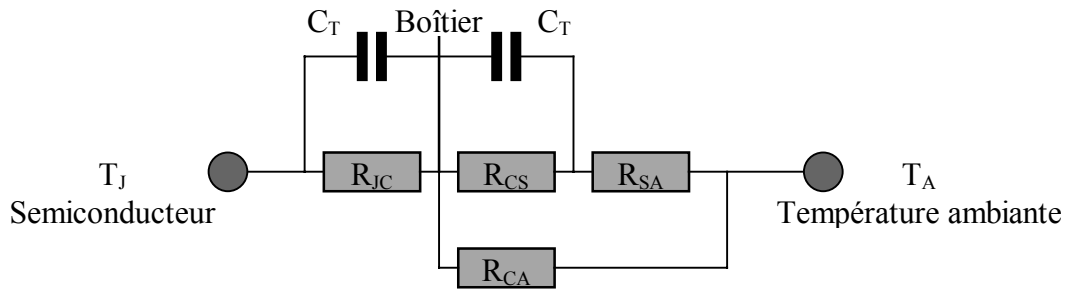 C_T Boîtier C_T
R_JC R_CS R_SA
T_J T_A
Semiconducteur Température ambiante
R_CA